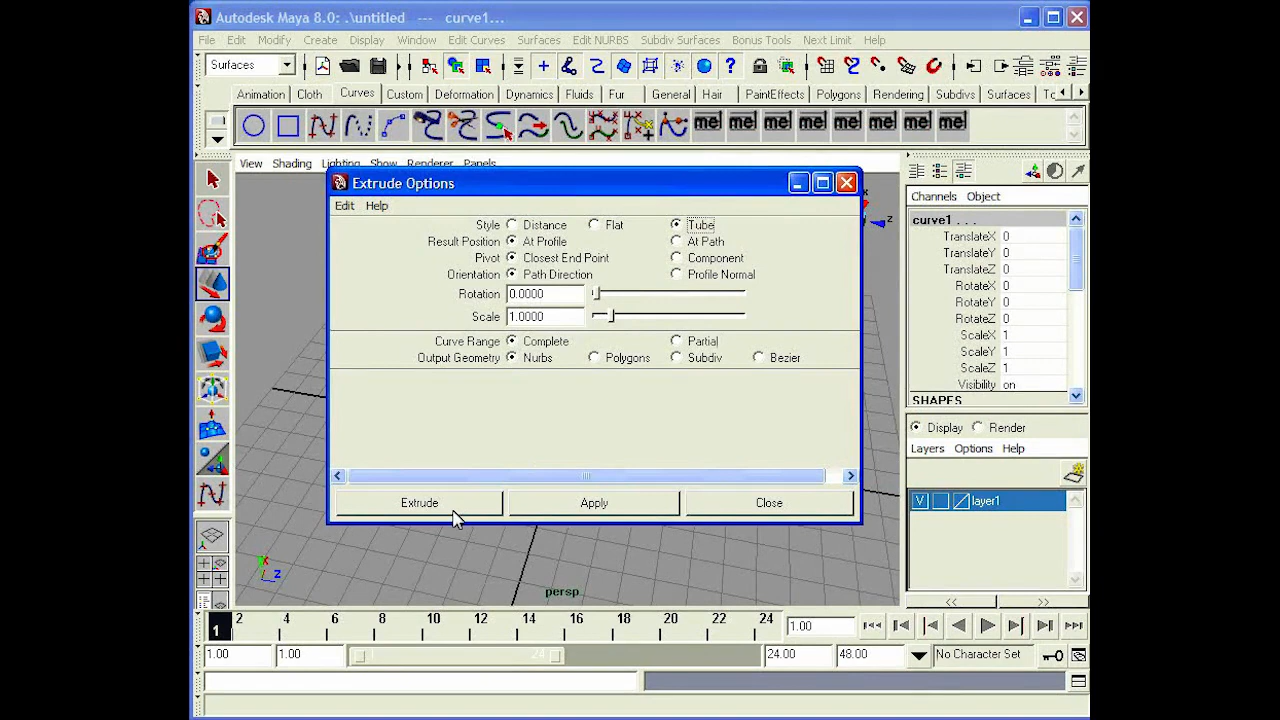 Autodesk Maya 8.0: .\untitled --- curve1...
File Edit Modify Create Display Window Edit Curves Surfaces Edit NURBS Subdiv Surfaces Bonus Tools Next Limit Help
Surfaces
Animation Cloth Curves Custom Deformation Dynamics Fluids Fur General Hair PaintEffects Polygons Rendering Subdivs Surfaces
mel mel mel mel mel mel mel mel
View Shading Lighting Show Renderer Panels
Extrude Options
Edit Help
Style Distance Flat Tube
Result Position At Profile At Path
Pivot Closest End Point Component
Orientation Path Direction Profile Normal
Rotation 0.0000
Scale 1.0000
Curve Range Complete Partial
Output Geometry Nurbs Polygons Subdiv Bezier
Extrude Apply Close
Channels Object
curve1 . . .
TranslateX 0
TranslateY 0
TranslateZ 0
RotateX 0
RotateY 0
RotateZ 0
ScaleX 1
ScaleY 1
ScaleZ 1
Visibility on
SHAPES
Display Render
Layers Options Help
V layer1
<< >>
z
z
persp
1 2 4 6 8 10 12 14 16 18 20 22 24
1.00
1.00 1.00 24 24.00 48.00 No Character Set